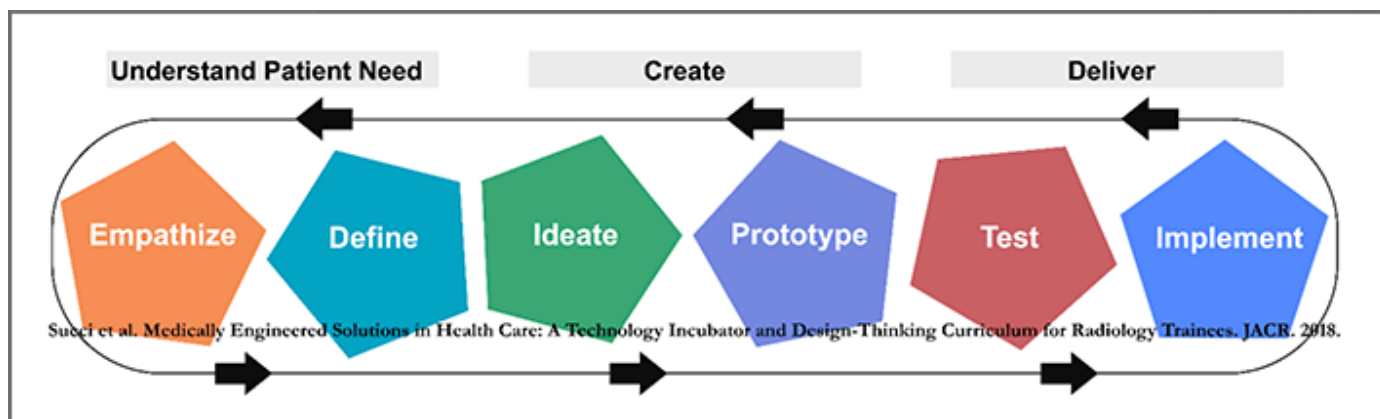 Understand Patient Need Create Deliver
Empathize Define Ideate Prototype Test Implement
Succi et al. Medically Engineered Solutions in Health Care: A Technology Incubator and Design-Thinking Curriculum for Radiology Trainees. JACR. 2018.